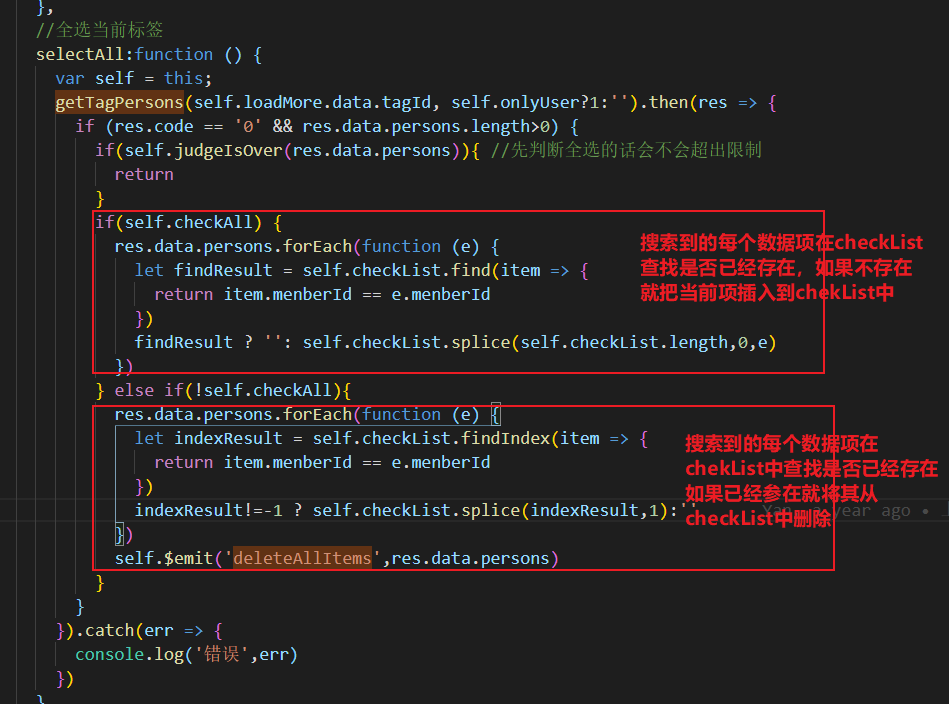 },
//全选当前标签
selectAll:function () {
var self = this;
getTagPersons(self.loadMore.data.tagId, self.onlyUser?1:'').then(res => {
if (res.code == '0' && res.data.persons.length>0) {
if(self.judgeIsOver(res.data.persons)){ //先判断全选的话会不会超出限制
return
}
if(self.checkAll) {
res.data.persons.forEach(function (e) {
let findResult = self.checkList.find(item => {
return item.menberId == e.menberId
})
findResult ? '': self.checkList.splice(self.checkList.length,0,e)
})
搜索到的每个数据项在checkList
查找是否已经存在，如果不存在
就把当前项插入到chekList中
} else if(!self.checkAll){
res.data.persons.forEach(function (e) {
let indexResult = self.checkList.findIndex(item => {
return item.menberId == e.menberId
})
indexResult!==-1 ? self.checkList.splice(indexResult,1):''
})
self.$emit('deleteAllItems',res.data.persons)
搜索到的每个数据项在
chekList中查找是否已经存在
如果已经参在就将其从
checkList中删除
year ago •
}
}
}).catch(err => {
console.log('错误',err)
})
}